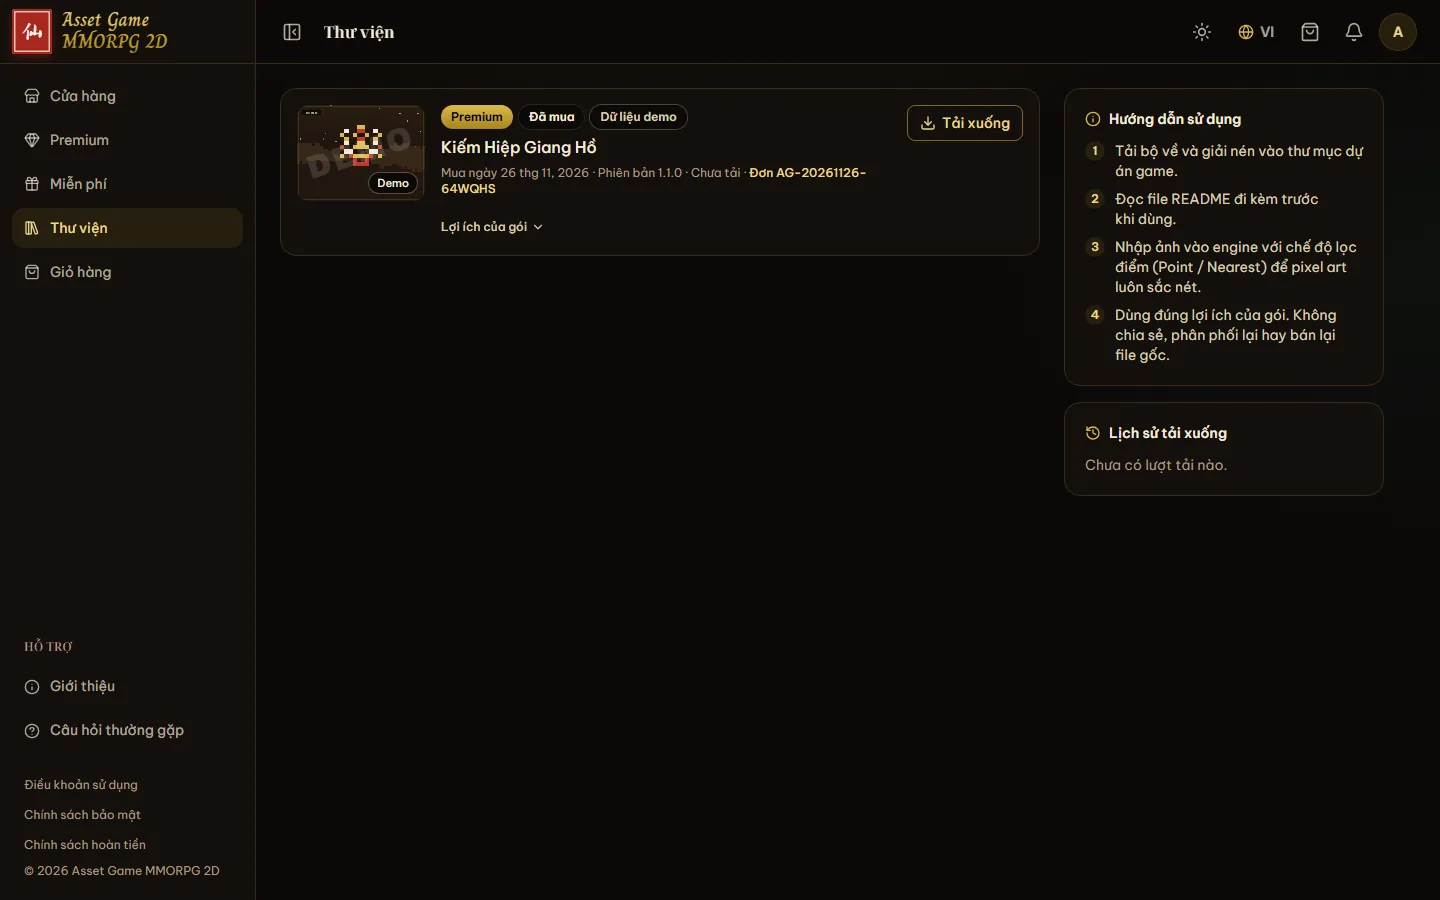 仙
Asset Game
MMORPG 2D
Thư viện
VI
A
Cửa hàng
Premium
Miễn phí
Thư viện
Giỏ hàng
HỖ TRỢ
Giới thiệu
Câu hỏi thường gặp
Điều khoản sử dụng
Chính sách bảo mật
Chính sách hoàn tiền
© 2026 Asset Game MMORPG 2D
DEMO
Demo
Premium
Đã mua
Dữ liệu demo
Kiếm Hiệp Giang Hồ
Mua ngày 26 thg 11, 2026 · Phiên bản 1.1.0 · Chưa tải · Đơn AG-20261126-
64WQHS
Lợi ích của gói
Tải xuống
Hướng dẫn sử dụng
1 Tải bộ về và giải nén vào thư mục dự
án game.
2 Đọc file README đi kèm trước
khi dùng.
3 Nhập ảnh vào engine với chế độ lọc
điểm (Point / Nearest) để pixel art
luôn sắc nét.
4 Dùng đúng lợi ích của gói. Không
chia sẻ, phân phối lại hay bán lại
file gốc.
Lịch sử tải xuống
Chưa có lượt tải nào.